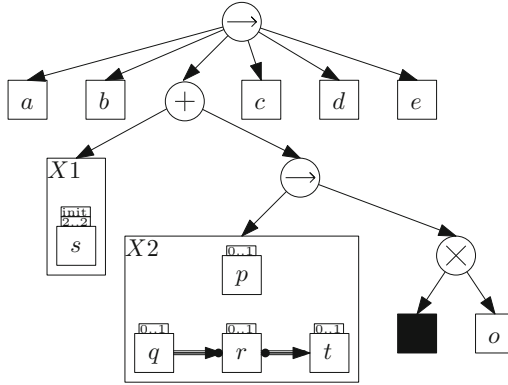 →
a b + c d e
X1 →
init
2..2
s
X2 0..1 ×
p
0..1 0..1 0..1 o
q r t